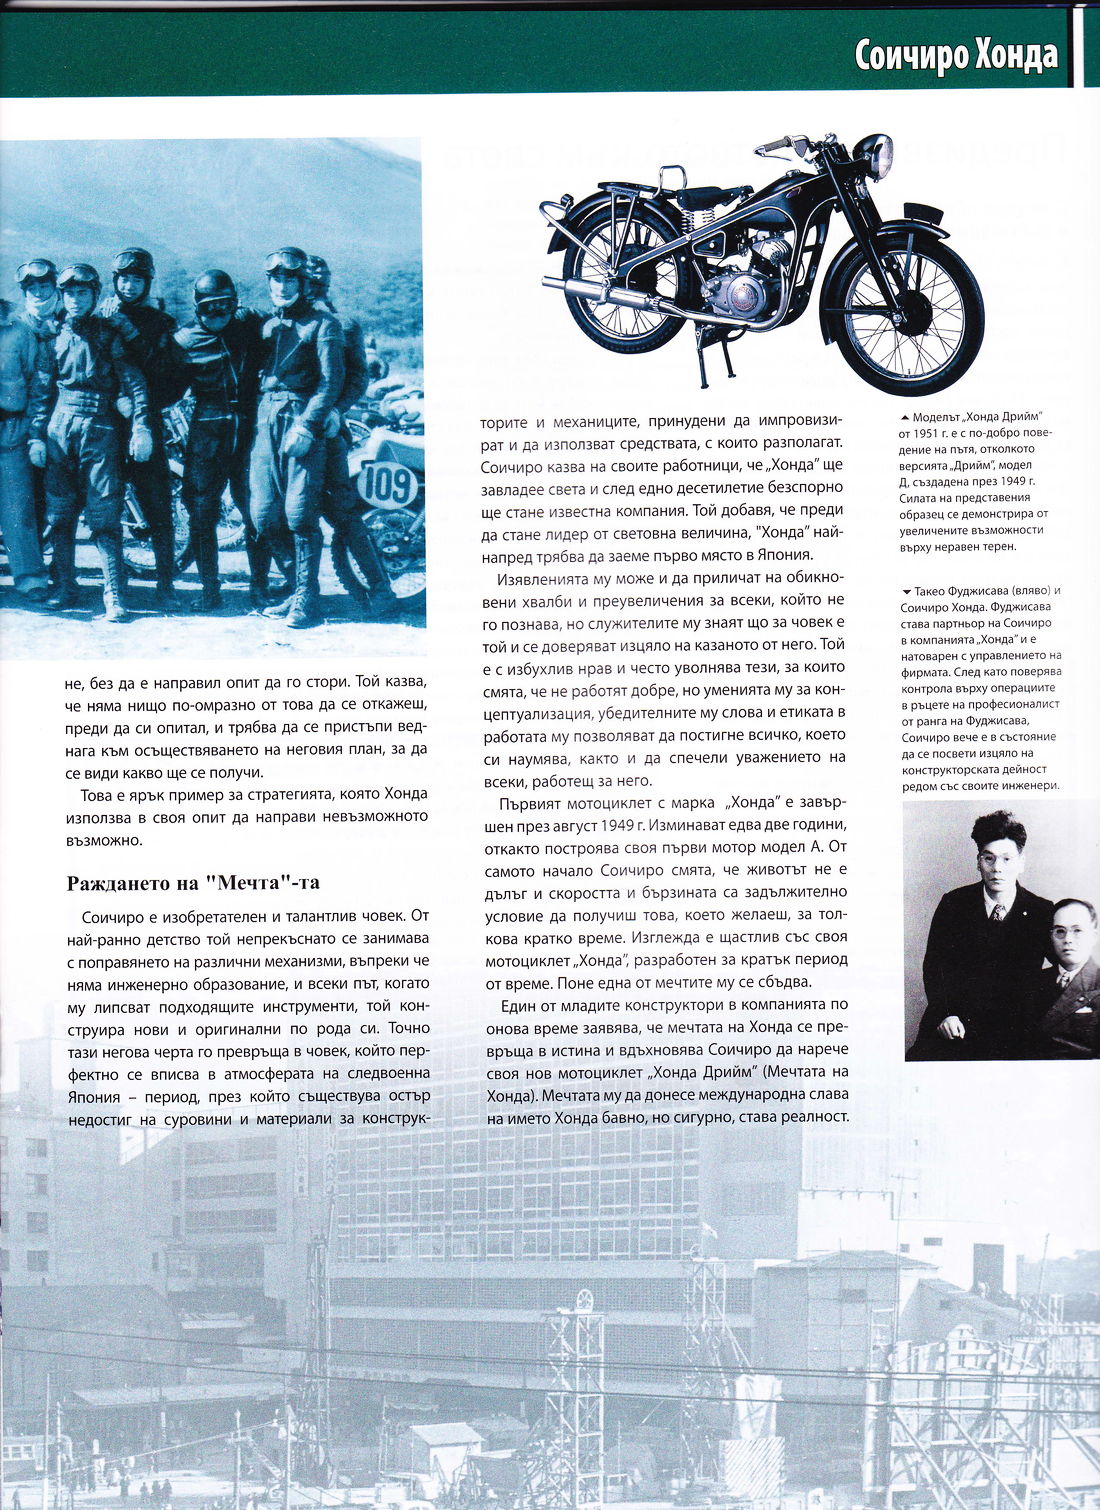 Соичиро Хонда
109
не, без да е направил опит да го стори. Той казва,
че няма нищо по-омразно от това да се откажеш,
преди да си опитал, и трябва да се пристъпи вед-
нага към осъществяването на неговия план, за да
се види какво ще се получи.
Това е ярък пример за стратегията, която Хонда
използва в своя опит да направи невъзможното
възможно.
Раждането на "Мечта"-та
Соичиро е изобретателен и талантлив човек. От
най-ранно детство той непрекъснато се занимава
с поправянето на различни механизми, въпреки че
няма инженерно образование, и всеки път, когато
му липсват подходящите инструменти, той кон-
струира нови и оригинални по рода си. Точно
тази негова черта го превръща в човек, който пер-
фектно се вписва в атмосферата на следвоенна
Япония – период, през който съществува остър
недостиг на суровини и материали за конструк-
торите и механиците, принудени да импровизи-
рат и да използват средствата, с които разполагат.
Соичиро казва на своите работници, че „Хонда” ще
завладее света и след едно десетилетие безспорно
ще стане известна компания. Той добавя, че преди
да стане лидер от световна величина, "Хонда" най-
напред трябва да заеме първо място в Япония.
Изявленията му може и да приличат на обикно-
вени хвалби и преувеличения за всеки, който не
го познава, но служителите му знаят що за човек е
той и се доверяват изцяло на казаното от него. Той
е с избухлив нрав и често уволнява тези, за които
смята, че не работят добре, но уменията му за кон-
цептуализация, убедителните му слова и етиката в
работата му позволяват да постигне всичко, което
си наумява, както и да спечели уважението на
всеки, работещ за него.
Първият мотоциклет с марка „Хонда” е завър-
шен през август 1949 г. Изминават едва две години,
откакто построява своя първи мотор модел А. От
самото начало Соичиро смята, че животът не е
дълъг и скоростта и бързината са задължително
условие да получиш това, което желаеш, за тол-
кова кратко време. Изглежда е щастлив със своя
мотоциклет „Хонда”, разработен за кратък период
от време. Поне една от мечтите му се сбъдва.
Един от младите конструктори в компанията по
онова време заявява, че мечтата на Хонда се пре-
връща в истина и вдъхновява Соичиро да нарече
своя нов мотоциклет „Хонда Дрийм” (Мечтата на
Хонда). Мечтата му да донесе международна слава
на името Хонда бавно, но сигурно, става реалност.
Моделът „Хонда Дрийм”
от 1951 г. е с по-добро пове-
дение на пътя, отколкото
версията „Дрийм”, модел
Д, създадена през 1949 г.
Силата на представения
образец се демонстрира от
увеличените възможности
върху неравен терен.
Такео Фуджисава (вляво) и
Соичиро Хонда. Фуджисава
става партньор на Соичиро
в компанията „Хонда” и е
натоварен с управлението на
фирмата. След като поверява
контрола върху операциите
в ръцете на професионалист
от ранга на Фуджисава,
Соичиро вече е в състояние
да се посвети изцяло на
конструкторската дейност
редом със своите инженери.